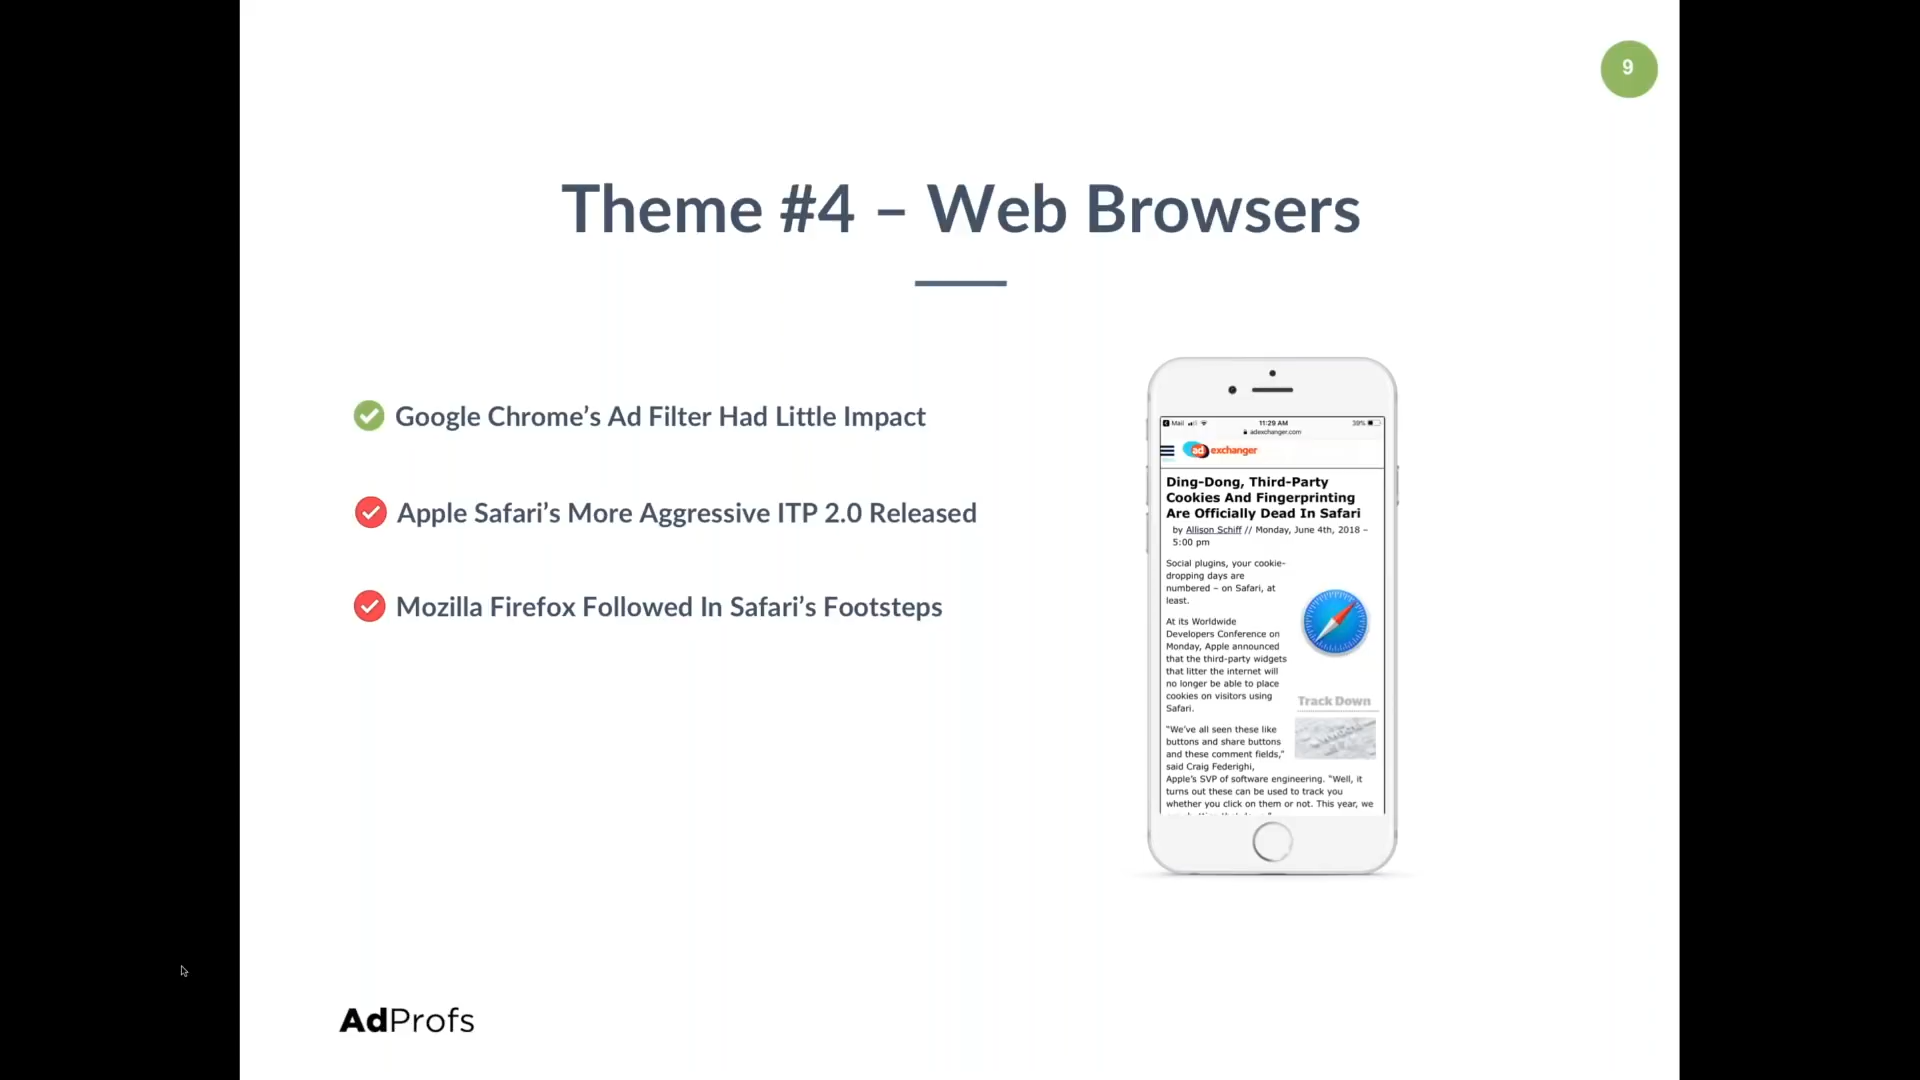 9
Theme #4 – Web Browsers
Google Chrome’s Ad Filter Had Little Impact
Apple Safari’s More Aggressive ITP 2.0 Released
Mozilla Firefox Followed In Safari’s Footsteps
Mail 11:29 AM 39%
adexchanger.com
ad exchanger
Ding-Dong, Third-Party
Cookies And Fingerprinting
Are Officially Dead In Safari
by Allison Schiff // Monday, June 4th, 2018 –
5:00 pm
Social plugins, your cookie-
dropping days are
numbered – on Safari, at
least.
At its Worldwide
Developers Conference on
Monday, Apple announced
that the third-party widgets
that litter the internet will
no longer be able to place
cookies on visitors using
Safari.
Track Down
“We’ve all seen these like
buttons and share buttons
and these comment fields,”
said Craig Federighi,
Apple’s SVP of software engineering. “Well, it
turns out these can be used to track you
whether you click on them or not. This year, we
AdProfs